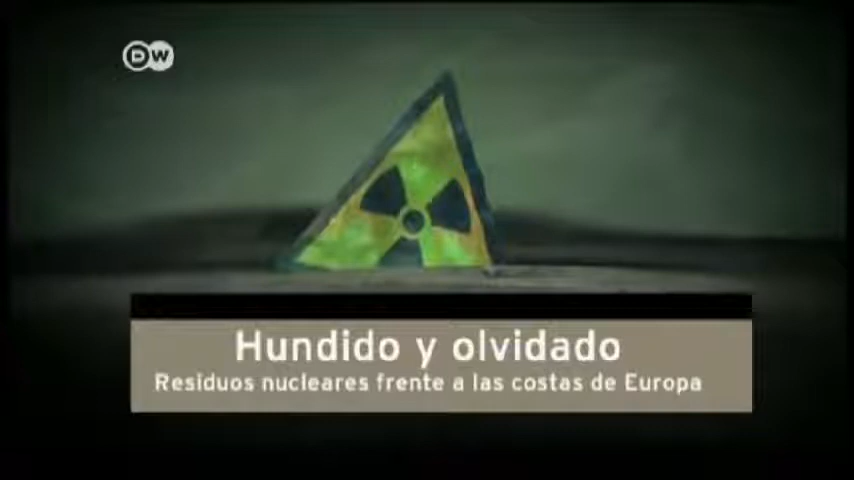 DW
Hundido y olvidado
Residuos nucleares frente a las costas de Europa